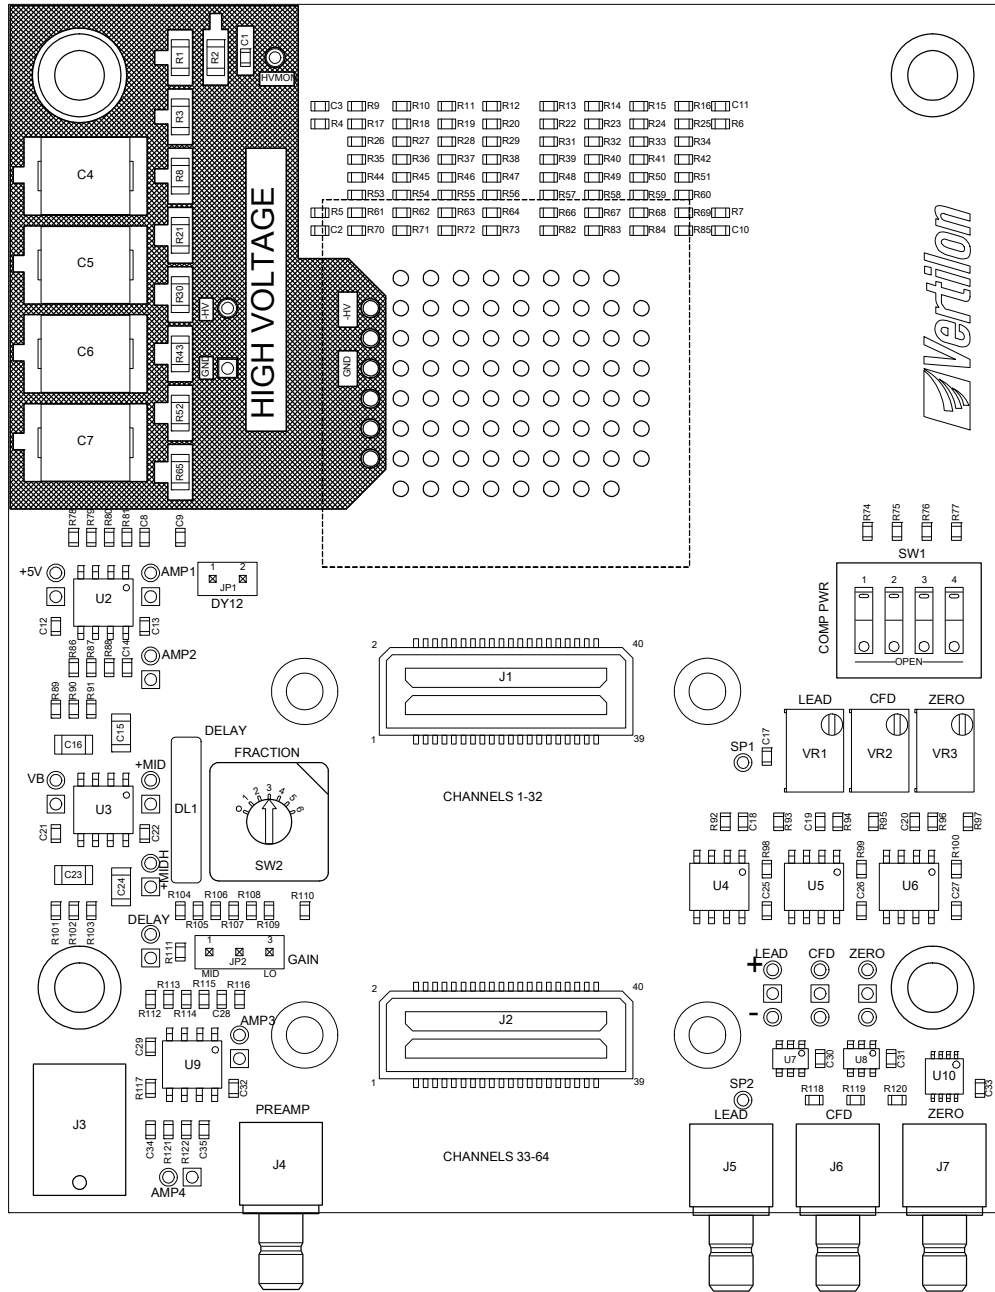 R1
R2
C1
HVMON
R3
C4
R8
C5
R21
C6
R30
-HV
R43
GND
C7
R52
R65
HIGH VOLTAGE
-HV
GND
C3 R9 R10 R11 R12 R13 R14 R15 R16 C11
R4 R17 R18 R19 R20 R22 R23 R24 R25 R6
R26 R27 R28 R29 R31 R32 R33 R34
R35 R36 R37 R38 R39 R40 R41 R42
R44 R45 R46 R47 R48 R49 R50 R51
R53 R54 R55 R56 R57 R58 R59 R60
R5 R61 R62 R63 R64 R66 R67 R68 R69 R7
C2 R70 R71 R72 R73 R82 R83 R84 R85 C10
Vertilon
R78 R79 R80 R81 C8 C9
+5V
AMP1
U2
C12
C13
1 2
JP1
DY12
R86 R87 R88 C14
AMP2
R89 R90 R91
C15
C16
VB
+MID
U3
C21
C22
+MIDH
C23
C24
R101 R102 R103
DELAY
DL1
FRACTION
0 1 2 3 4 5 6
SW2
R104 R106 R108 R110
R105 R107 R109
DELAY
R111
1 3
JP2
MID LO
GAIN
R113 R115 R116
R112 R114 C28
AMP3
C29
U9
R117
C32
C34 R121 R122 C35
AMP4
J3
PREAMP
J4
2 40
J1
1 39
CHANNELS 1-32
2 40
J2
1 39
CHANNELS 33-64
R74 R75 R76 R77
SW1
COMP PWR
1 2 3 4
OPEN
LEAD CFD ZERO
VR1 VR2 VR3
SP1
C17
R92 C18 R93 C19 R94 R95 C20 R96 R97
R98 R99 R100
U4 U5 U6
C25 C26 C27
LEAD CFD ZERO
+
-
U7 C30 U8 C31
U10 C33
SP2
R118 R119 R120
LEAD CFD ZERO
J5 J6 J7